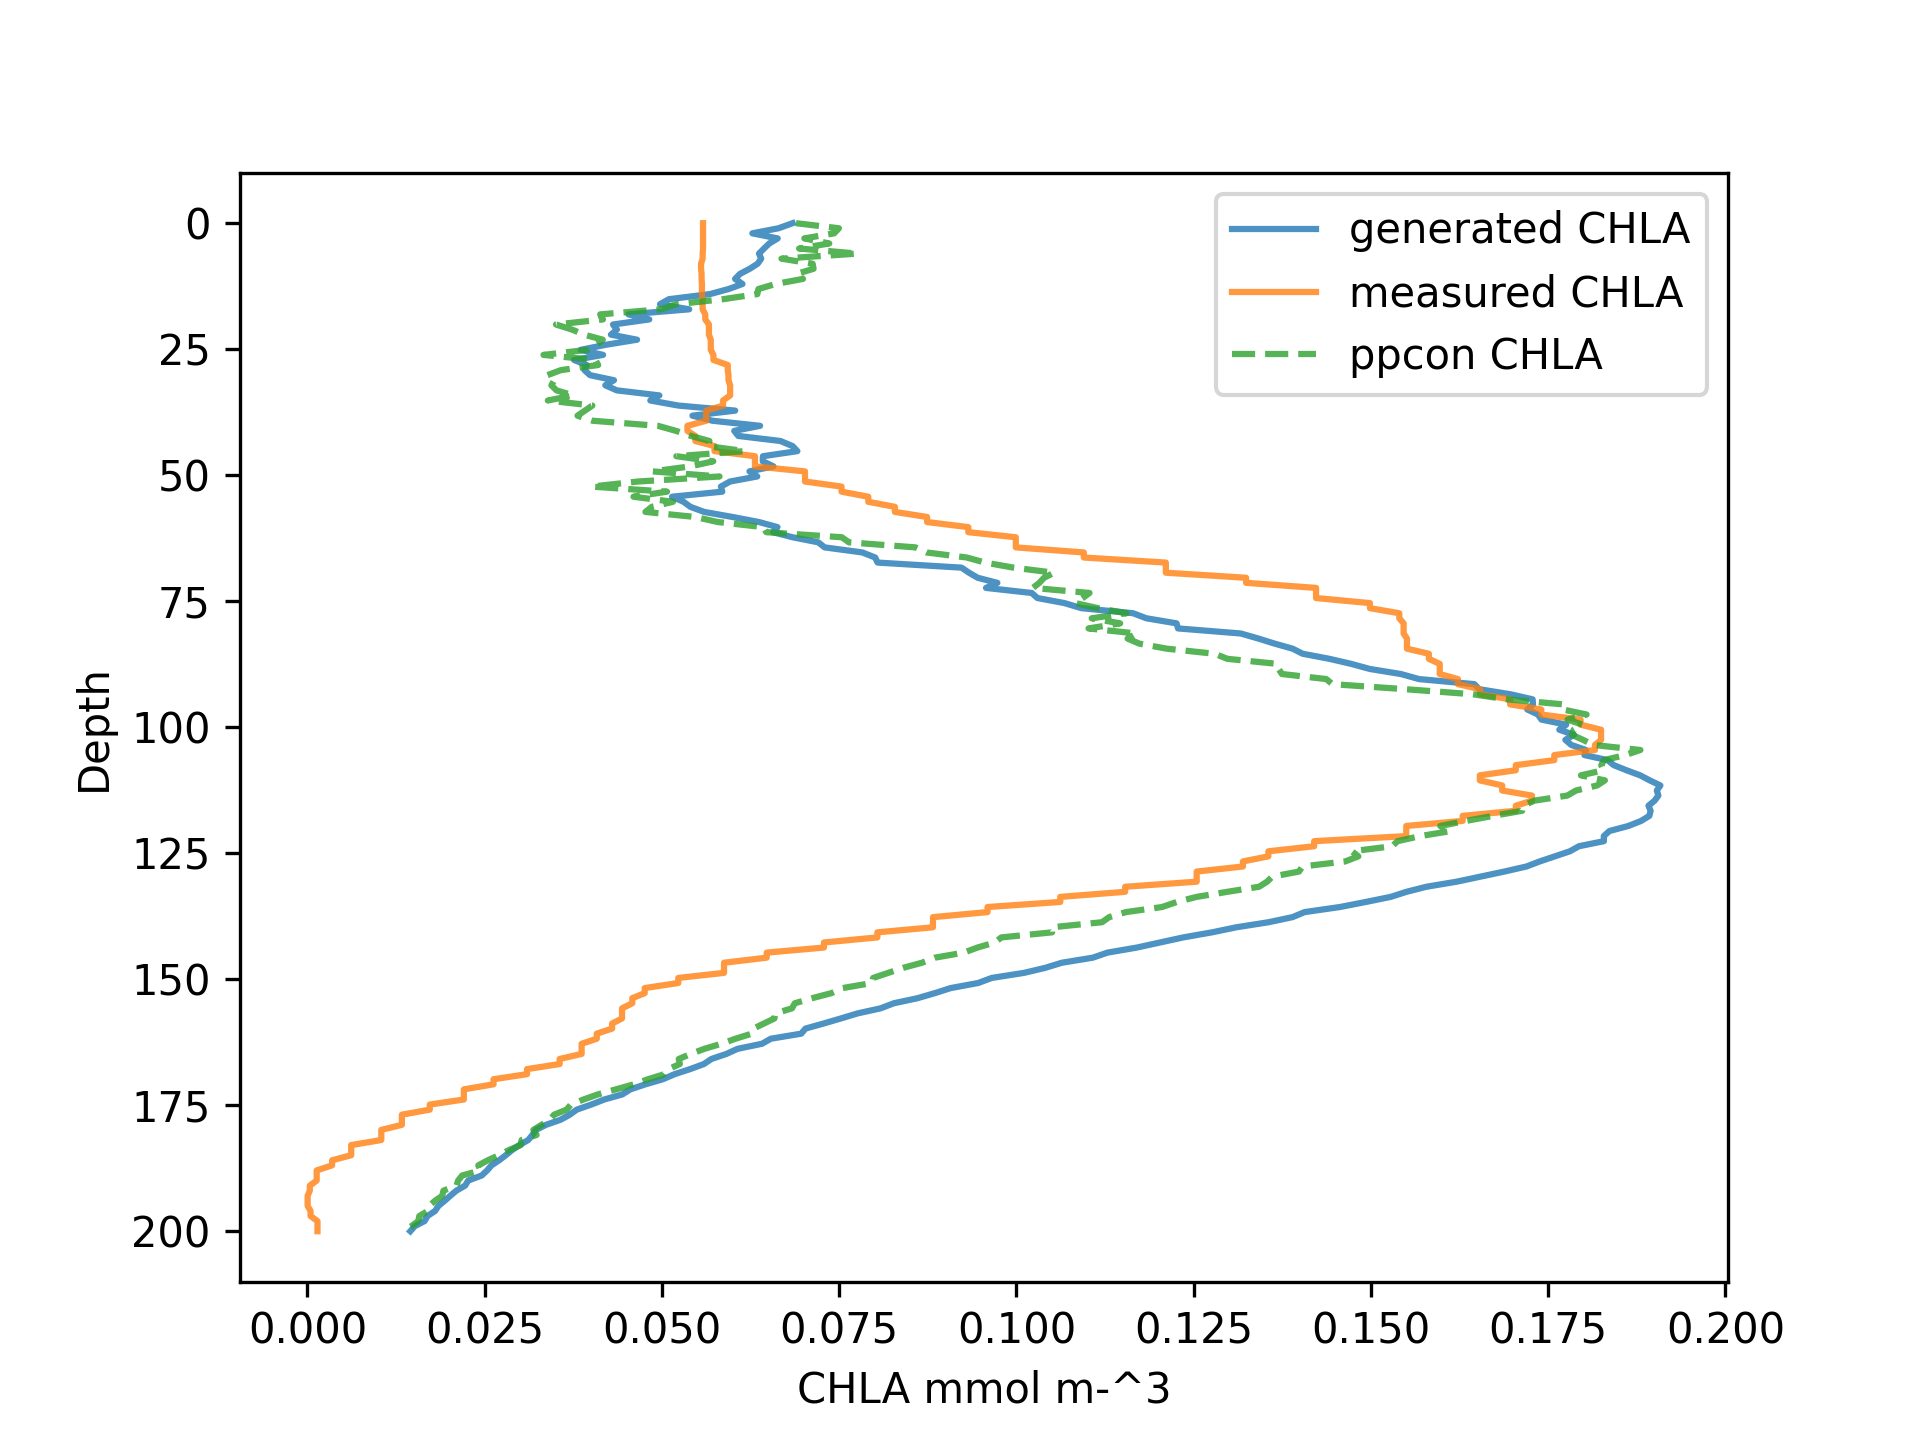 generated CHLA
measured CHLA
ppcon CHLA
0
25
50
75
100
125
150
175
200
Depth
0.000 0.025 0.050 0.075 0.100 0.125 0.150 0.175 0.200
CHLA mmol m-^3